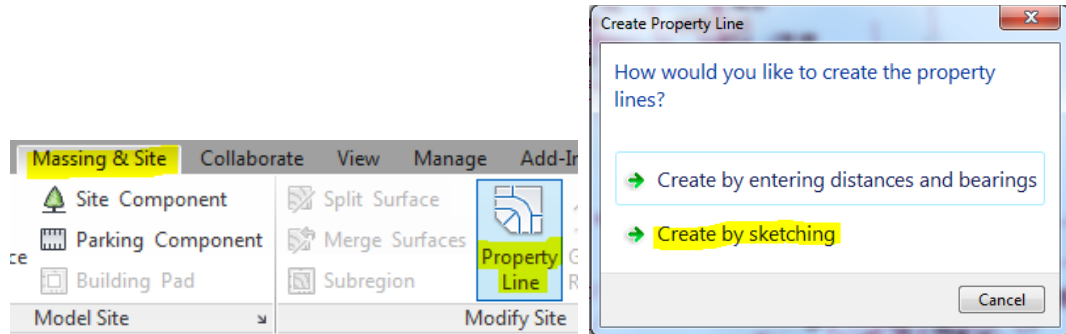 Massing & Site Collaborate View Manage Add-In
Site Component
Parking Component
Building Pad
Model Site
Split Surface
Merge Surfaces
Subregion
Property
Line
Modify Site
Create Property Line
How would you like to create the property
lines?
Create by entering distances and bearings
Create by sketching
Cancel